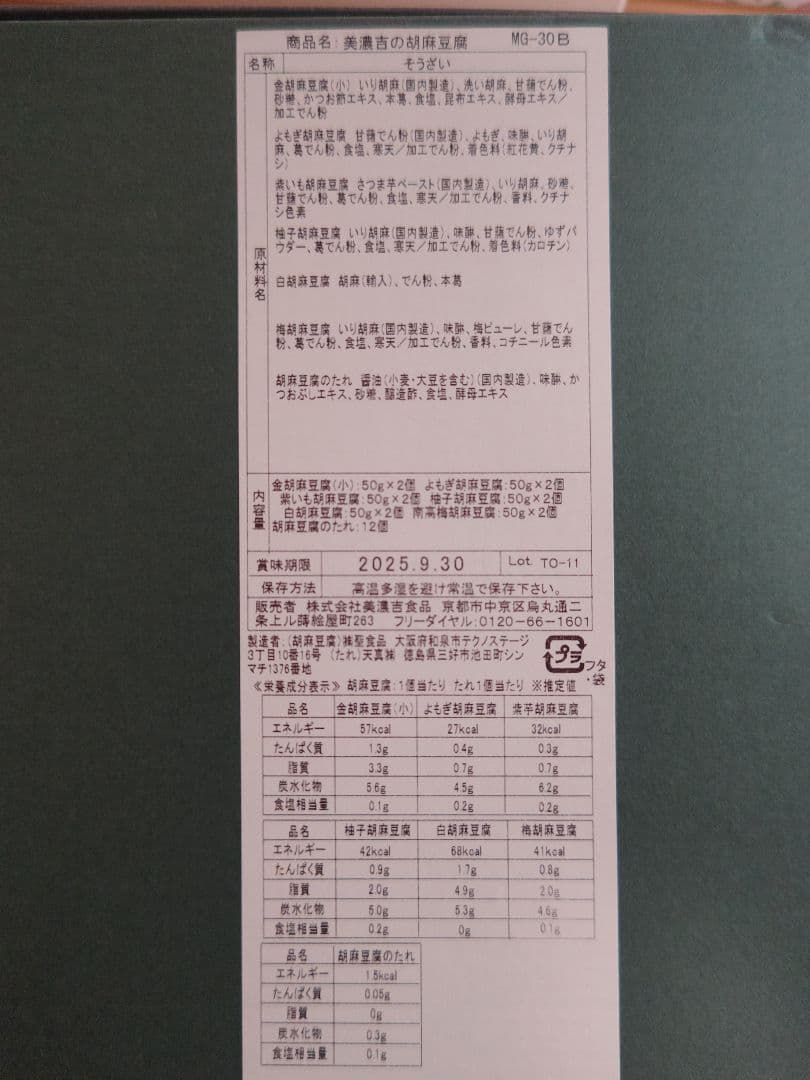 商品名:美濃吉の胡麻豆腐 MG-30B
名称 そうざい
原材料名
金胡麻豆腐(小) いり胡麻(国内製造)、洗い胡麻、甘藷でん粉、
砂糖、かつお節エキス、本葛、食塩、昆布エキス、酵母エキス/
加工でん粉
よもぎ胡麻豆腐 甘藷でん粉(国内製造)、よもぎ、味醂、いり胡
麻、葛でん粉、食塩、寒天/加工でん粉、着色料(紅花黄、クチナ
シ)
紫いも胡麻豆腐 さつま芋ペースト(国内製造)、いり胡麻、砂糖、
甘藷でん粉、葛でん粉、食塩、寒天/加工でん粉、香料、クチナ
シ色素
柚子胡麻豆腐 いり胡麻(国内製造)、味醂、甘藷でん粉、ゆずパ
ウダー、葛でん粉、食塩、寒天/加工でん粉、着色料(カロチン)
白胡麻豆腐 胡麻(輸入)、でん粉、本葛
梅胡麻豆腐 いり胡麻(国内製造)、味醂、梅ピューレ、甘藷でん
粉、葛でん粉、食塩、寒天/加工でん粉、香料、コチニール色素
胡麻豆腐のたれ 醤油(小麦・大豆を含む)(国内製造)、味醂、か
つおぶしエキス、砂糖、醸造酢、食塩、酵母エキス
内容量
金胡麻豆腐(小):50g×2個 よもぎ胡麻豆腐:50g×2個
紫いも胡麻豆腐:50g×2個 柚子胡麻豆腐:50g×2個
白胡麻豆腐:50g×2個 南高梅胡麻豆腐:50g×2個
胡麻豆腐のたれ:12個
賞味期限 2025.9.30 Lot TO-11
保存方法 高温多湿を避け常温で保存下さい。
販売者 株式会社美濃吉食品 京都市中京区烏丸通二
条上ル蒔絵屋町263 フリーダイヤル:0120-66-1601
製造者:(胡麻豆腐)㈱聖食品 大阪府和泉市テクノステージ
3丁目10番16号 (たれ)天真㈱ 徳島県三好市池田町シン
マチ1376番地
プラ フタ・袋
≪栄養成分表示≫ 胡麻豆腐:1個当たり たれ1個当たり ※推定値
品名 金胡麻豆腐(小) よもぎ胡麻豆腐 紫芋胡麻豆腐
エネルギー 57kcal 27kcal 32kcal
たんぱく質 1.3g 0.4g 0.3g
脂質 3.3g 0.7g 0.7g
炭水化物 5.6g 4.5g 6.2g
食塩相当量 0.1g 0.2g 0.2g
品名 柚子胡麻豆腐 白胡麻豆腐 梅胡麻豆腐
エネルギー 42kcal 68kcal 41kcal
たんぱく質 0.9g 1.7g 0.8g
脂質 2.0g 4.9g 2.0g
炭水化物 5.0g 5.3g 4.6g
食塩相当量 0.2g 0g 0.1g
品名 胡麻豆腐のたれ
エネルギー 1.5kcal
たんぱく質 0.05g
脂質 0g
炭水化物 0.3g
食塩相当量 0.1g